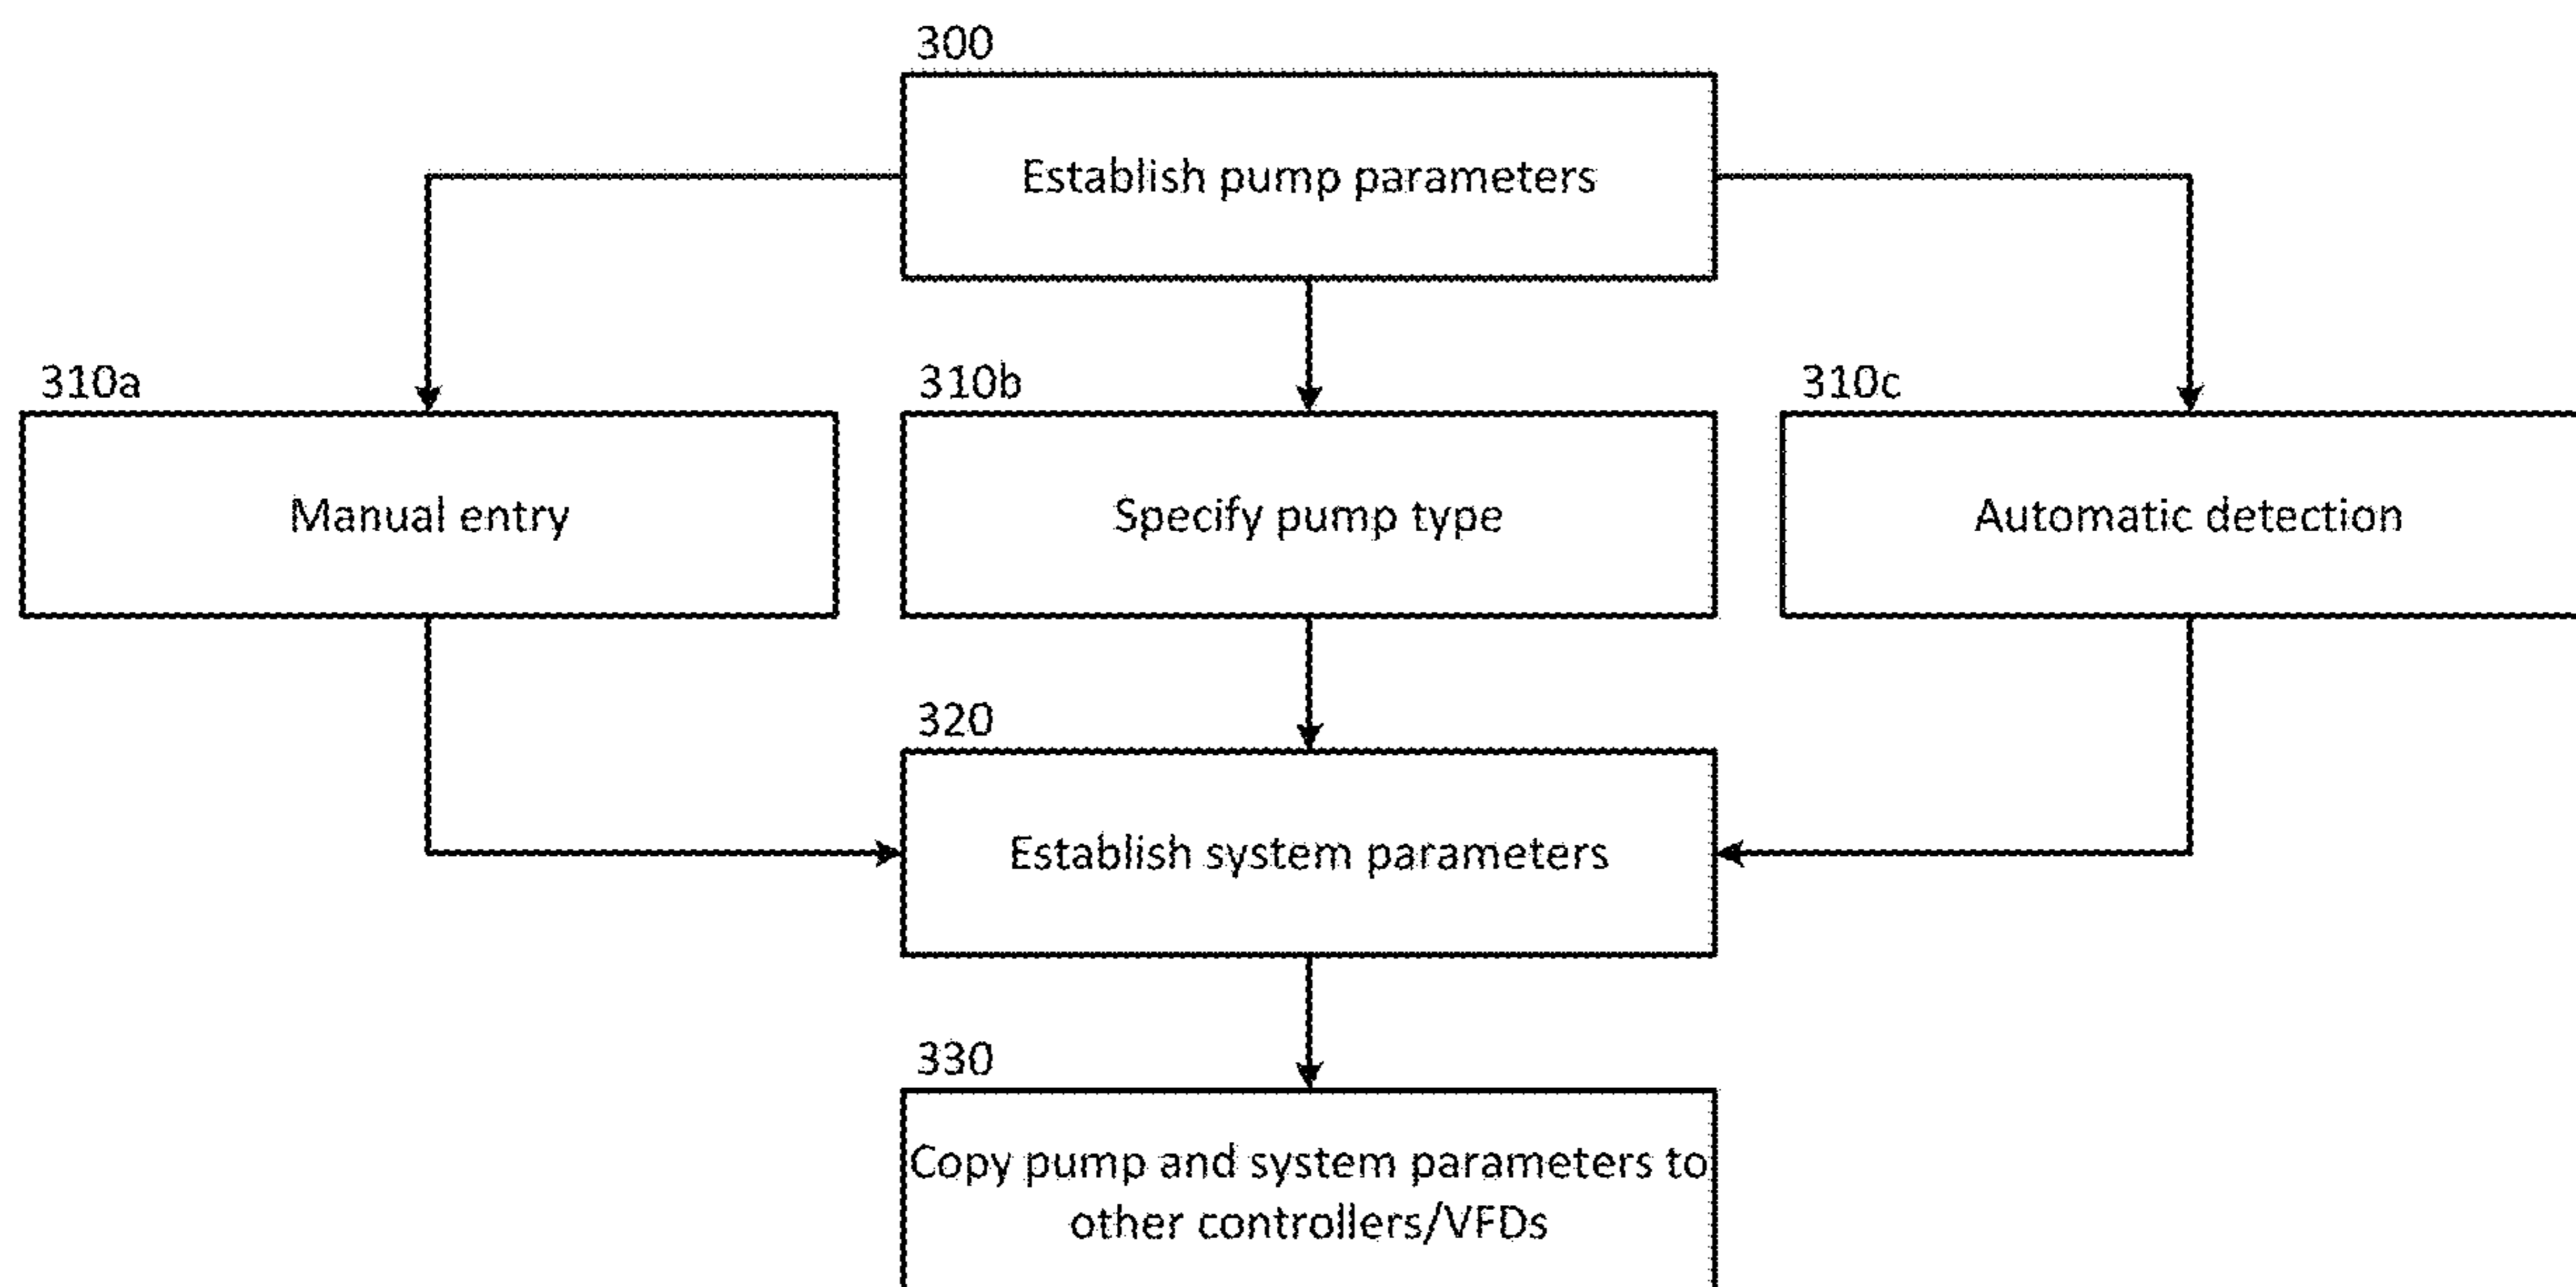 300
Establish pump parameters
310a
310b
310c
Manual entry
Specify pump type
Automatic detection
320
Establish system parameters
330
Copy pump and system parameters to
other controllers/VFDs